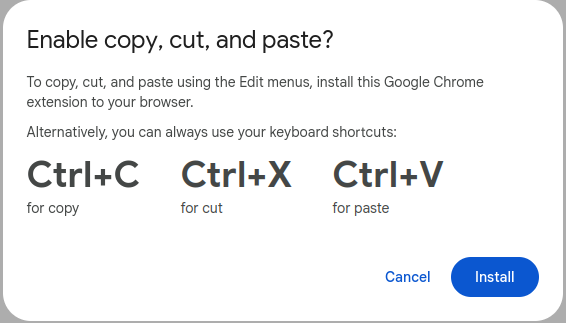 Enable copy, cut, and paste?
To copy, cut, and paste using the Edit menus, install this Google Chrome
extension to your browser.
Alternatively, you can always use your keyboard shortcuts:
Ctrl+C Ctrl+X Ctrl+V
for copy for cut for paste
Cancel Install